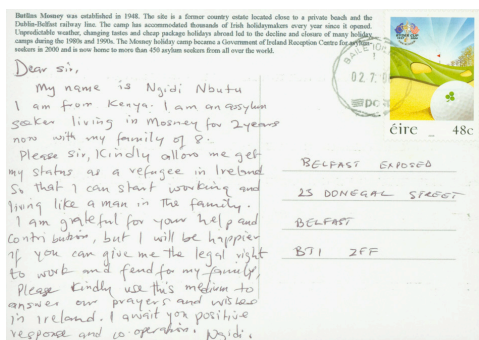 Butlins Mosney was established in 1948. The site is a former country estate located close to a private beach and the
Dublin-Belfast railway line. The camp has accommodated thousands of Irish holidaymakers every year since it opened.
Unpredictable weather, changing tastes and cheap package holidays abroad led to the decline and closure of many holiday
camps during the 1980s and 1990s. The Mosney holiday camp became a Government of Ireland Reception Centre for asylum-
seekers in 2000 and is now home to more than 450 asylum seekers from all over the world.
Dear Sir,
My name is Ngidi Nbutu
I am from Kenya. I am an asylum
seeker living in Mosney for 2 years
now with my family of 8.
Please Sir, Kindly allow me get
my status as a refugee in Ireland
So that I can start working and
living like a man in the family.
I am grateful for your help and
contribution, but I will be happier
if you can give me the legal right
to work and fend for my family,
Please Kindly use this medium to
answer our prayers and wishes
in Ireland. I await you positive
response and co-operation. Ngidi.
02.7.
éire 48c
BELFAST EXPOSED
23 DONEGAL STREET
BELFAST
BT1 2FF